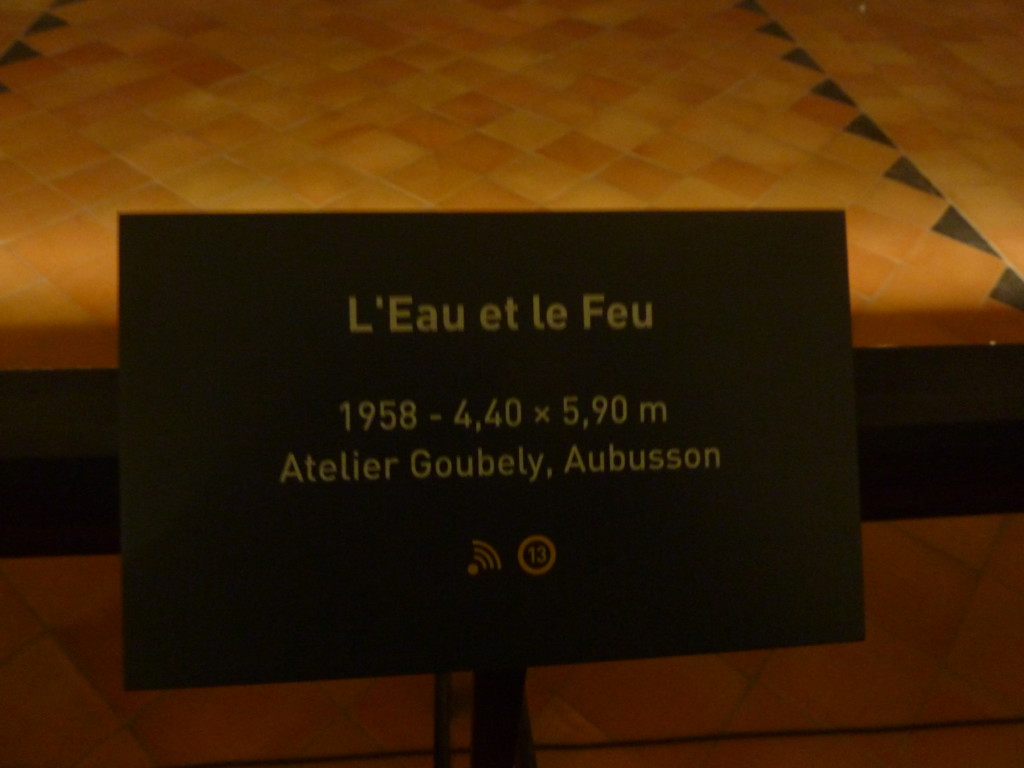 L'Eau et le Feu
1958 - 4,40 × 5,90 m
Atelier Goubely, Aubusson
13